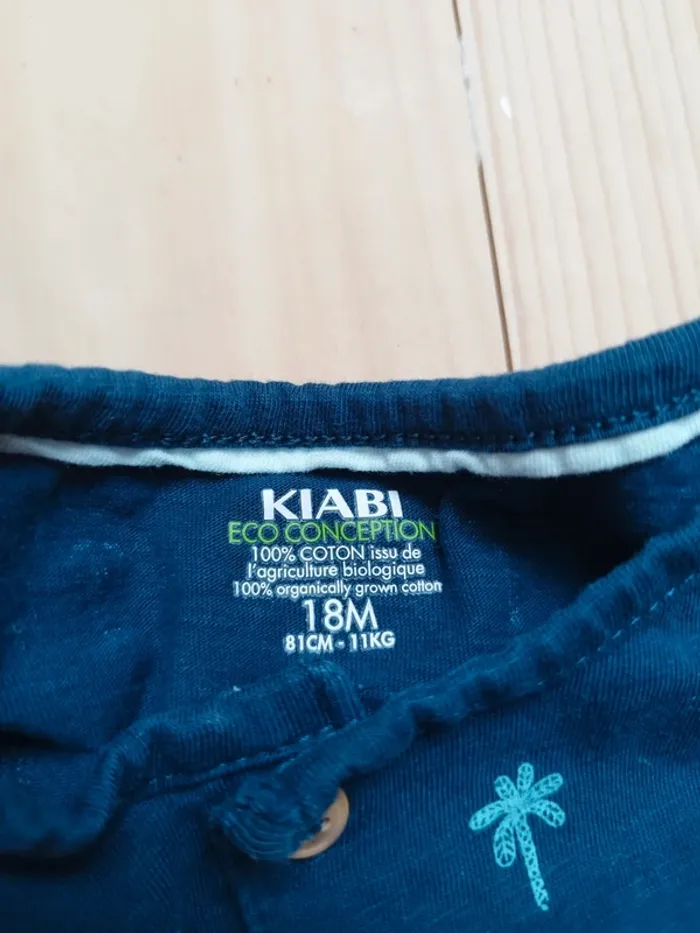 KIABI
ECO CONCEPTION
100% COTON issu de
l'agriculture biologique
100% organically grown cotton
18M
81CM - 11KG